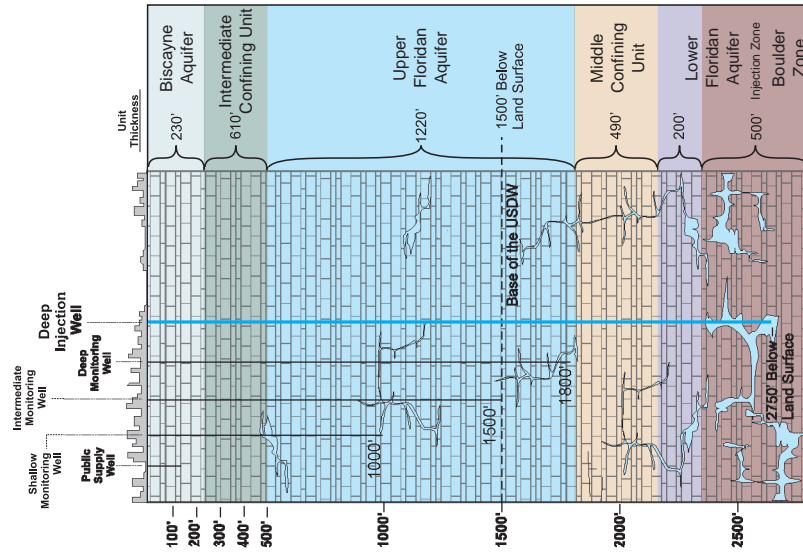 Shallow
Monitoring
Well
Public
Supply
Well
Intermediate
Monitoring
Well
Deep
Monitoring
Well
Deep
Injection
Well
Unit
Thickness
100'
200'
300'
400'
500'
1000'
1500'
2000'
2500'
1000'
1500'
1800'
2750' Below
Land Surface
Base of the USDW
1500' Below
Land Surface
230'
610'
1220'
490'
200'
500'
Biscayne
Aquifer
Intermediate
Confining Unit
Upper
Floridan
Aquifer
Middle
Confining
Unit
Lower
Floridan
Aquifer
Injection Zone
Boulder
Zone